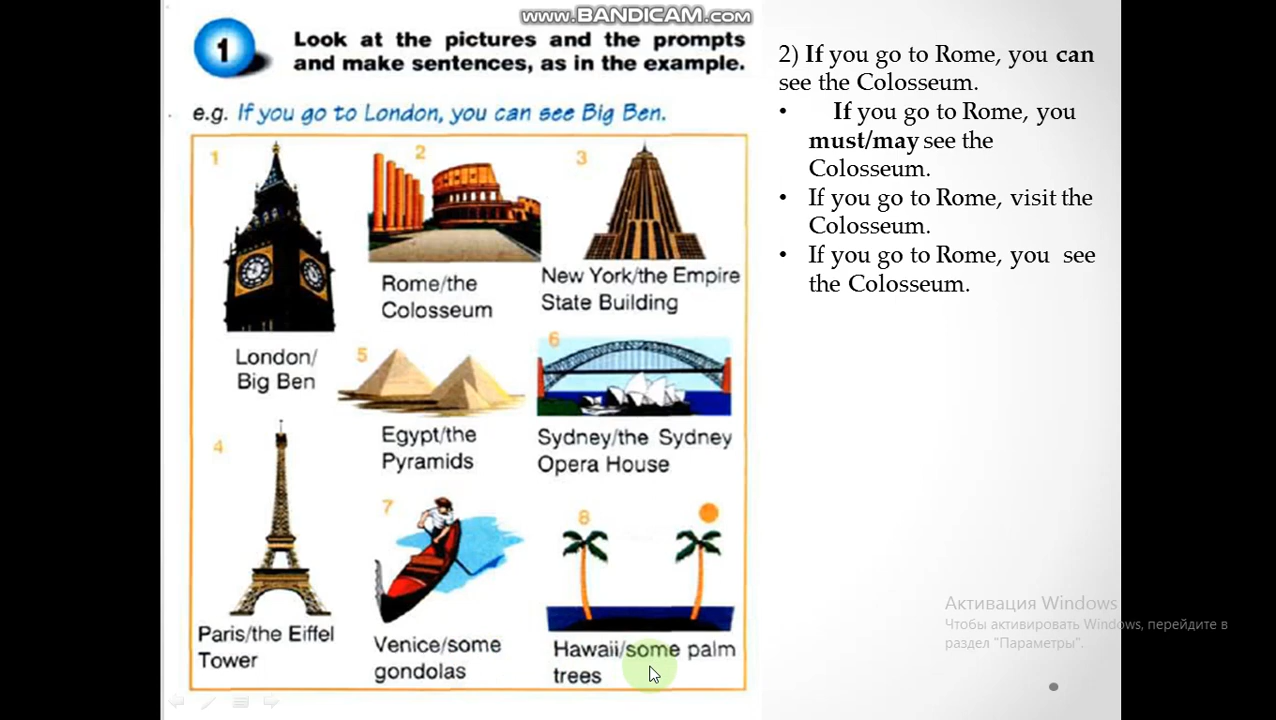 www.BANDICAM.com
1
Look at the pictures and the prompts
and make sentences, as in the example.
e.g. If you go to London, you can see Big Ben.
1
2
3
Rome/the
Colosseum
New York/the Empire
State Building
London/
Big Ben
5
6
Egypt/the
Pyramids
Sydney/the Sydney
Opera House
4
7
8
Paris/the Eiffel
Tower
Venice/some
gondolas
Hawaii/some palm
trees
2) If you go to Rome, you can
see the Colosseum.
• If you go to Rome, you
must/may see the
Colosseum.
• If you go to Rome, visit the
Colosseum.
• If you go to Rome, you see
the Colosseum.
Активация Windows
Чтобы активировать Windows, перейдите в
раздел "Параметры".